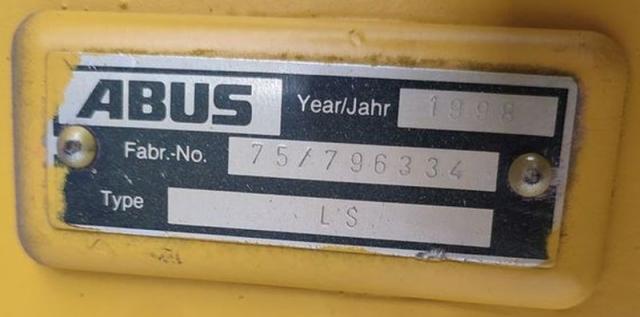 ABUS Year/Jahr 1998
Fabr.-No. 75/796334
Type LS